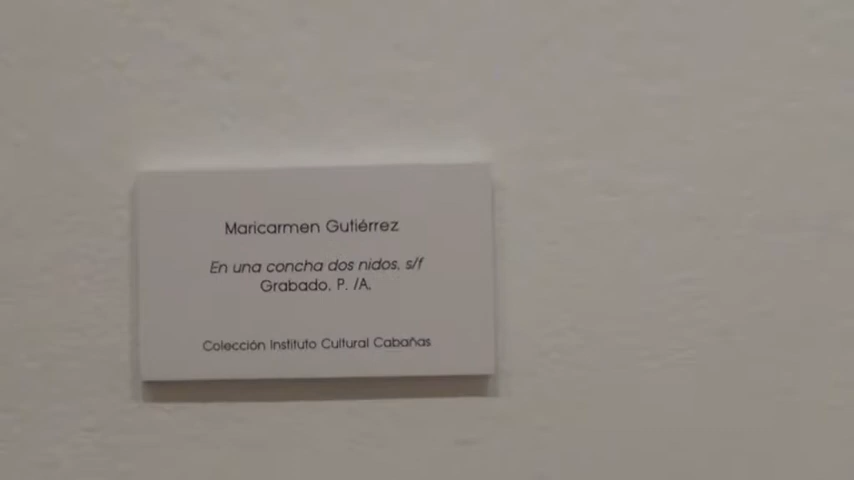 Maricarmen Gutiérrez
En una concha dos nidos, s/f
Grabado, P. /A.
Colección Instituto Cultural Cabañas